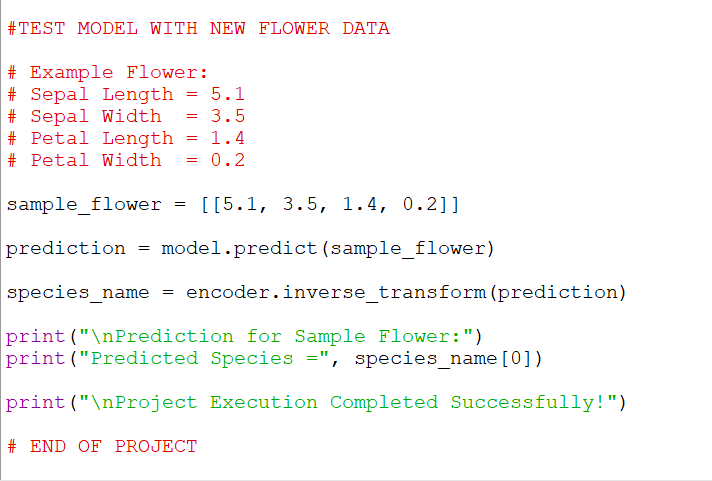 #TEST MODEL WITH NEW FLOWER DATA
# Example Flower:
# Sepal Length = 5.1
# Sepal Width  = 3.5
# Petal Length = 1.4
# Petal Width  = 0.2
sample_flower = [[5.1, 3.5, 1.4, 0.2]]
prediction = model.predict(sample_flower)
species_name = encoder.inverse_transform(prediction)
print("\nPrediction for Sample Flower:")
print("Predicted Species =", species_name[0])
print("\nProject Execution Completed Successfully!")
# END OF PROJECT